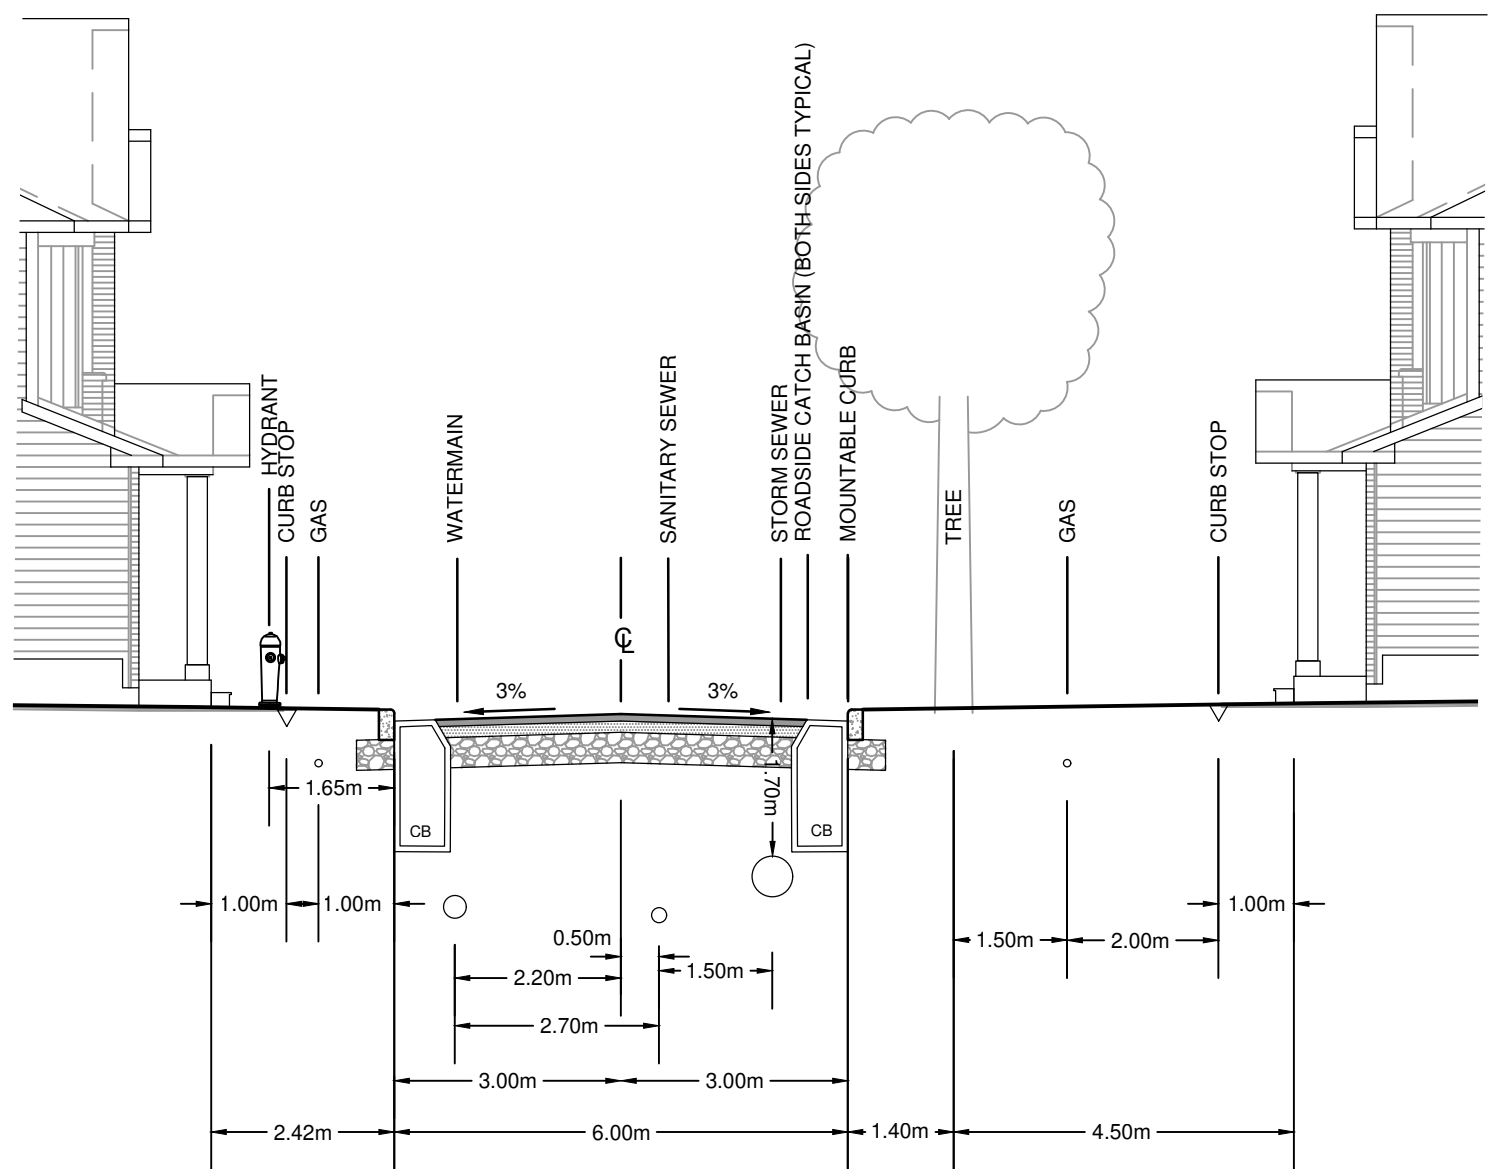 HYDRANT
CURB STOP
GAS
WATERMAIN
SANITARY SEWER
STORM SEWER
ROADSIDE CATCH BASIN (BOTH SIDES TYPICAL)
MOUNTABLE CURB
TREE
GAS
CURB STOP
℄
3%
3%
1.65m
1.70m
CB
CB
1.00m
1.00m
1.00m
0.50m
1.50m
1.50m
2.00m
2.20m
2.70m
3.00m
3.00m
2.42m
6.00m
1.40m
4.50m